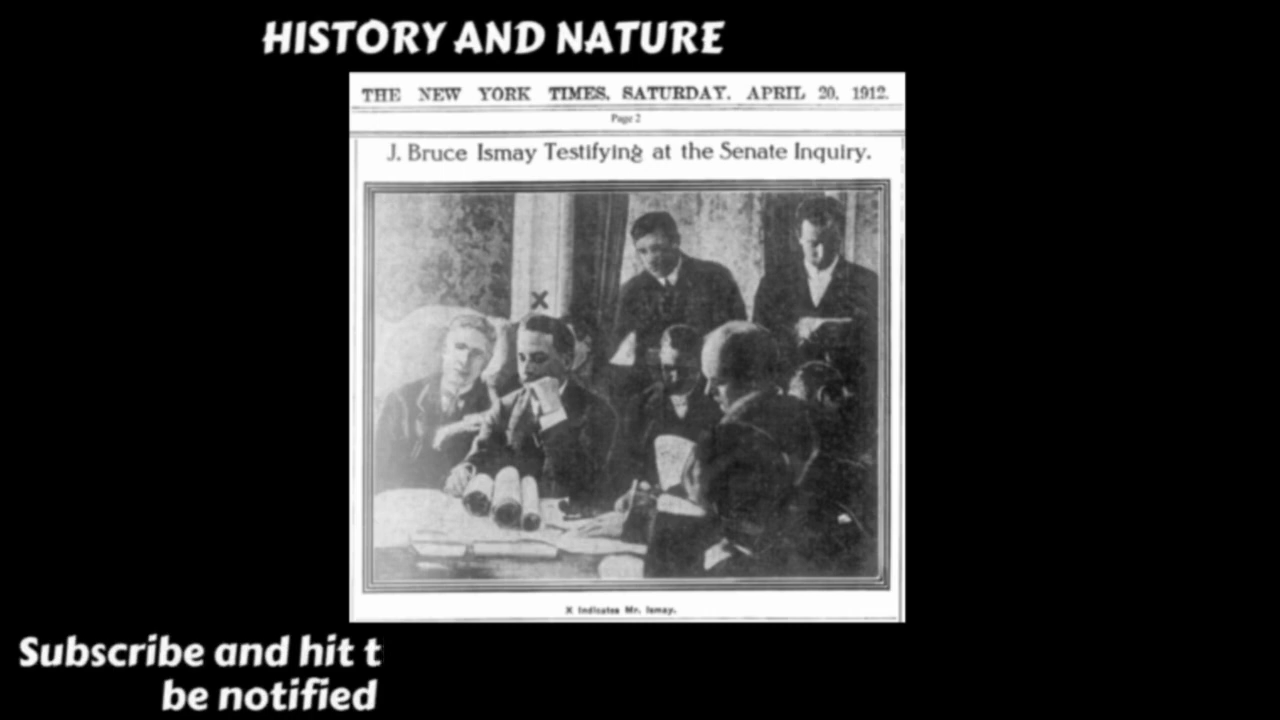 HISTORY AND NATURE
THE NEW YORK TIMES, SATURDAY, APRIL 20, 1912.
Page 2
J. Bruce Ismay Testifying at the Senate Inquiry.
X
X Indicates Mr. Ismay.
Subscribe and hit t
be notified